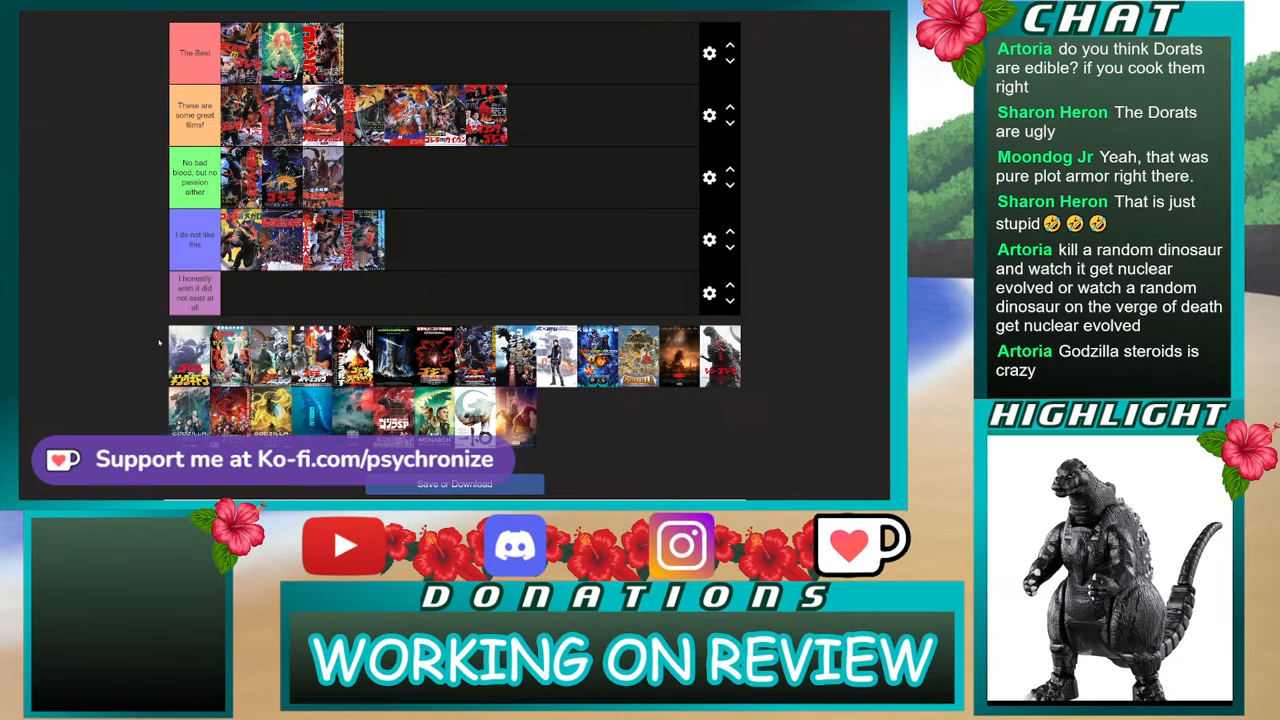 The Best
These are
some great
films!
No bad
blood, but no
passion
either
I do not like
this
I honestly
wish it did
not exist at
all
GODZILLA
GODZILLA
MONARCH
Support me at Ko-fi.com/psychronize
Save or Download
CHAT
Artoria do you think Dorats
are edible? if you cook them
right
Sharon Heron The Dorats
are ugly
Moondog Jr Yeah, that was
pure plot armor right there.
Sharon Heron That is just
stupid🤣🤣🤣
Artoria kill a random dinosaur
and watch it get nuclear
evolved or watch a random
dinosaur on the verge of death
get nuclear evolved
Artoria Godzilla steroids is
crazy
HIGHLIGHT
DONATIONS
WORKING ON REVIEW